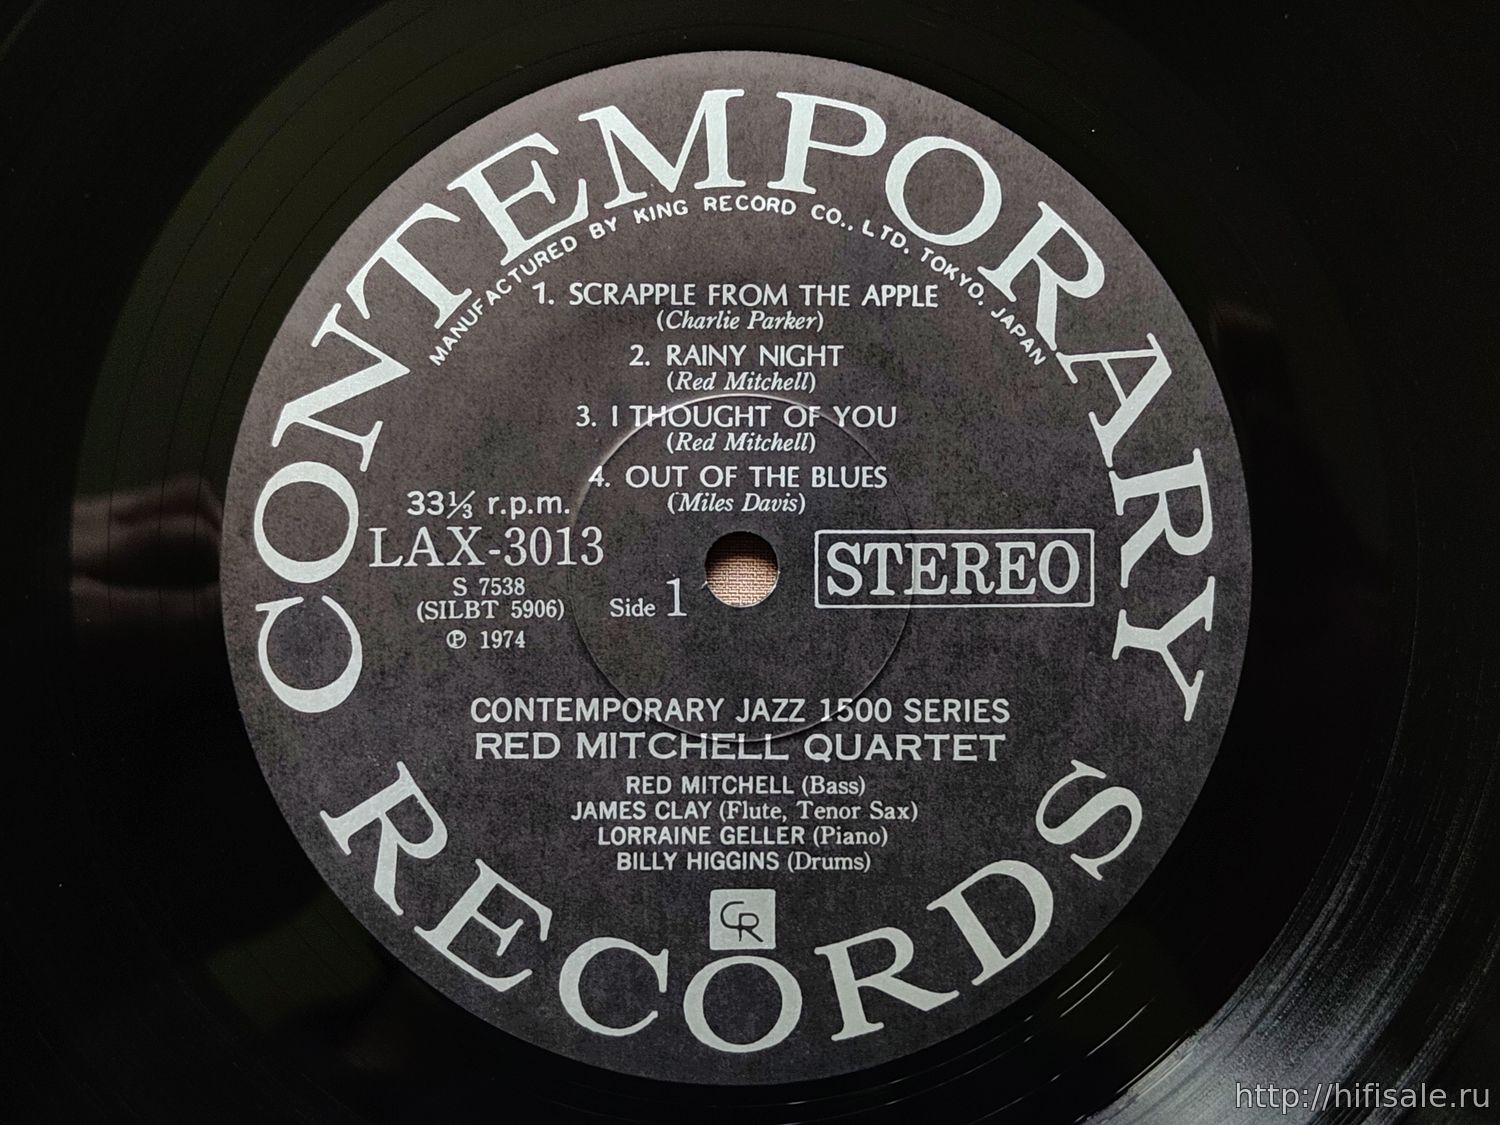 CONTEMPORARY
MANUFACTURED BY KING RECORD CO., LTD. TOKYO. JAPAN
1. SCRAPPLE FROM THE APPLE
(Charlie Parker)
2. RAINY NIGHT
(Red Mitchell)
3. I THOUGHT OF YOU
(Red Mitchell)
4. OUT OF THE BLUES
(Miles Davis)
33⅓ r.p.m.
LAX-3013
S 7538
(SILBT 5906)
℗ 1974
Side 1
STEREO
CONTEMPORARY JAZZ 1500 SERIES
RED MITCHELL QUARTET
RED MITCHELL (Bass)
JAMES CLAY (Flute, Tenor Sax)
LORRAINE GELLER (Piano)
BILLY HIGGINS (Drums)
CR
RECORDS
http://hifisale.ru